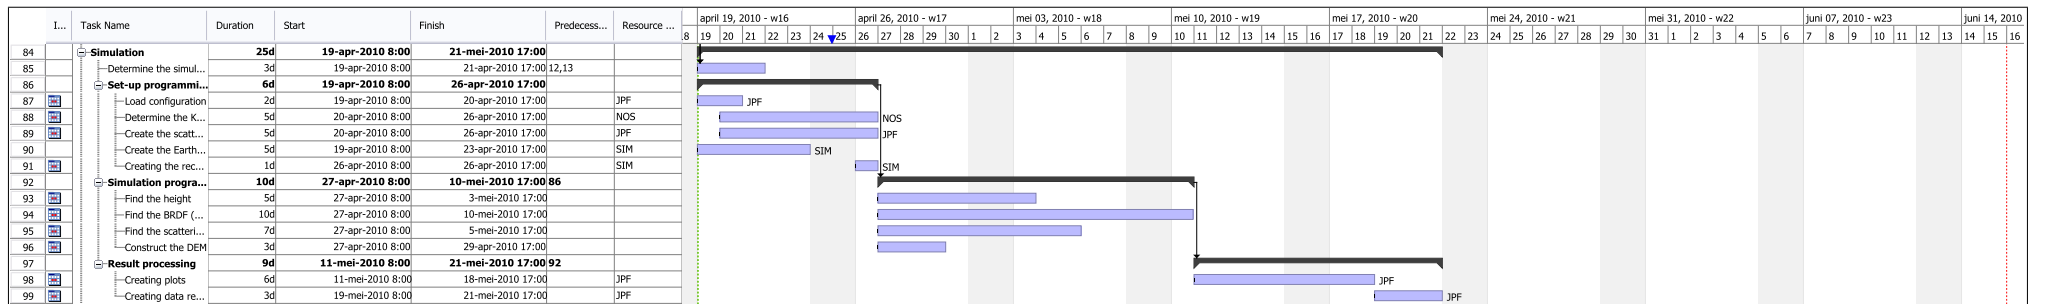 I... Task Name Duration Start Finish Predecess... Resource ... april 19, 2010 - w16 april 26, 2010 - w17 mei 03, 2010 - w18 mei 10, 2010 - w19 mei 17, 2010 - w20 mei 24, 2010 - w21 mei 31, 2010 - w22 juni 07, 2010 - w23 juni 14, 2010
8 19 20 21 22 23 24 25 26 27 28 29 30 1 2 3 4 5 6 7 8 9 10 11 12 13 14 15 16 17 18 19 20 21 22 23 24 25 26 27 28 29 30 31 1 2 3 4 5 6 7 8 9 10 11 12 13 14 15 16
84 Simulation 25d 19-apr-2010 8:00 21-mei-2010 17:00
85 Determine the simul... 3d 19-apr-2010 8:00 21-apr-2010 17:00 12,13
86 Set-up programmi... 6d 19-apr-2010 8:00 26-apr-2010 17:00
87 Load configuration 2d 19-apr-2010 8:00 20-apr-2010 17:00 JPF JPF
88 Determine the K... 5d 20-apr-2010 8:00 26-apr-2010 17:00 NOS NOS
89 Create the scatt... 5d 20-apr-2010 8:00 26-apr-2010 17:00 JPF JPF
90 Create the Earth... 5d 19-apr-2010 8:00 23-apr-2010 17:00 SIM SIM
91 Creating the rec... 1d 26-apr-2010 8:00 26-apr-2010 17:00 SIM SIM
92 Simulation progra... 10d 27-apr-2010 8:00 10-mei-2010 17:00 86
93 Find the height 5d 27-apr-2010 8:00 3-mei-2010 17:00
94 Find the BRDF (... 10d 27-apr-2010 8:00 10-mei-2010 17:00
95 Find the scatteri... 7d 27-apr-2010 8:00 5-mei-2010 17:00
96 Construct the DEM 3d 27-apr-2010 8:00 29-apr-2010 17:00
97 Result processing 9d 11-mei-2010 8:00 21-mei-2010 17:00 92
98 Creating plots 6d 11-mei-2010 8:00 18-mei-2010 17:00 JPF JPF
99 Creating data re... 3d 19-mei-2010 8:00 21-mei-2010 17:00 JPF JPF